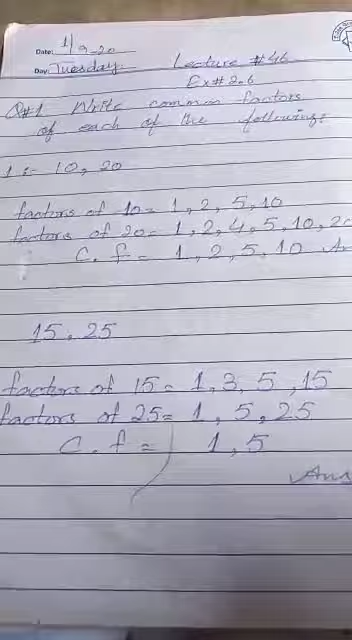 Date: 1/9-20
Day: Tuesday. Lecture #46
Ex#2.6
Q#1 Write common factors
of each of the followings
1:- 10, 20
factors of 10 = 1, 2, 5, 10
factors of 20 = 1, 2, 4, 5, 10, 20
C.f = 1, 2, 5, 10
15, 25
factors of 15 = 1, 3, 5, 15
factors of 25 = 1, 5, 25
C.f = 1, 5
Ans